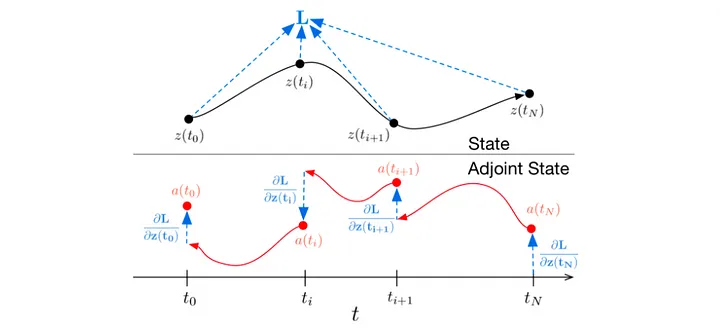 L
z(t_i)
z(t_N)
z(t_0)
z(t_{i+1})
State
Adjoint State
a(t_{i+1})
∂L/∂z(t_i)
a(t_0)
a(t_N)
∂L/∂z(t_0)
∂L/∂z(t_{i+1})
a(t_i)
∂L/∂z(t_N)
t_0
t_i
t_{i+1}
t_N
t